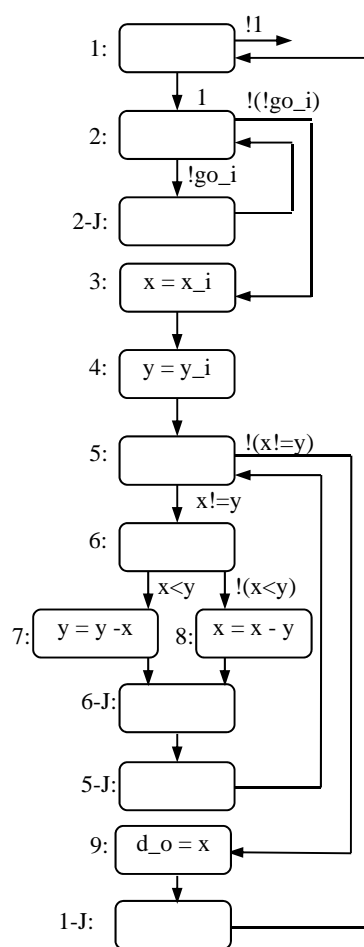 !1
1:
1
!(!go_i)
2:
!go_i
2-J:
3:
x = x_i
4:
y = y_i
5:
!(x!=y)
x!=y
6:
x<y
!(x<y)
7:
y = y -x
8:
x = x - y
6-J:
5-J:
9:
d_o = x
1-J: